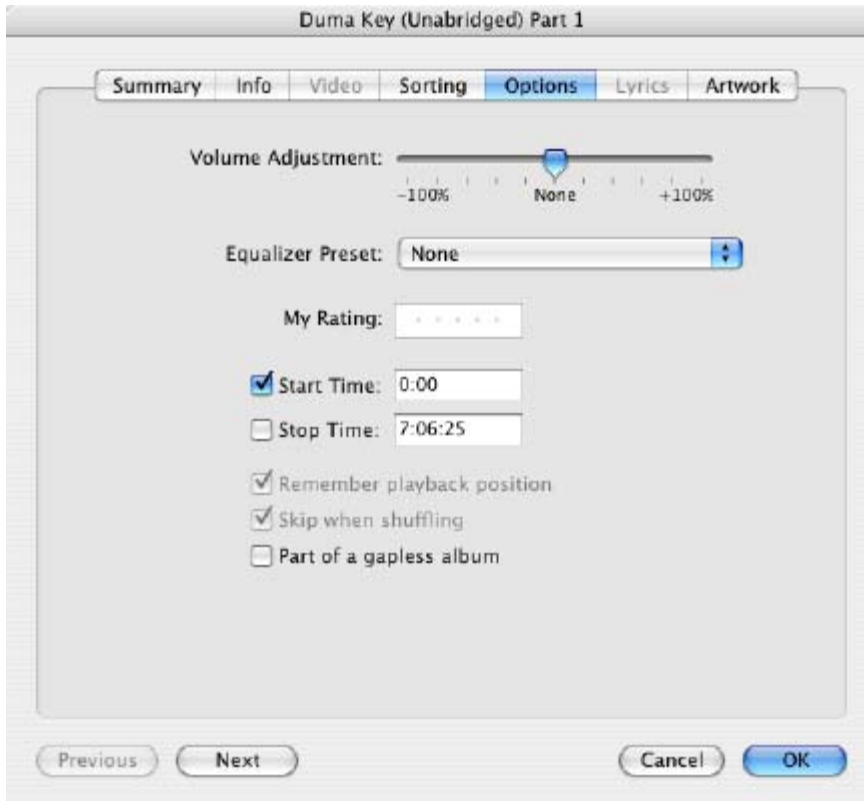 Duma Key (Unabridged) Part 1
Summary Info Video Sorting Options Lyrics Artwork
Volume Adjustment:
-100% None +100%
Equalizer Preset: None
My Rating:
Start Time: 0:00
Stop Time: 7:06:25
Remember playback position
Skip when shuffling
Part of a gapless album
Previous Next Cancel OK